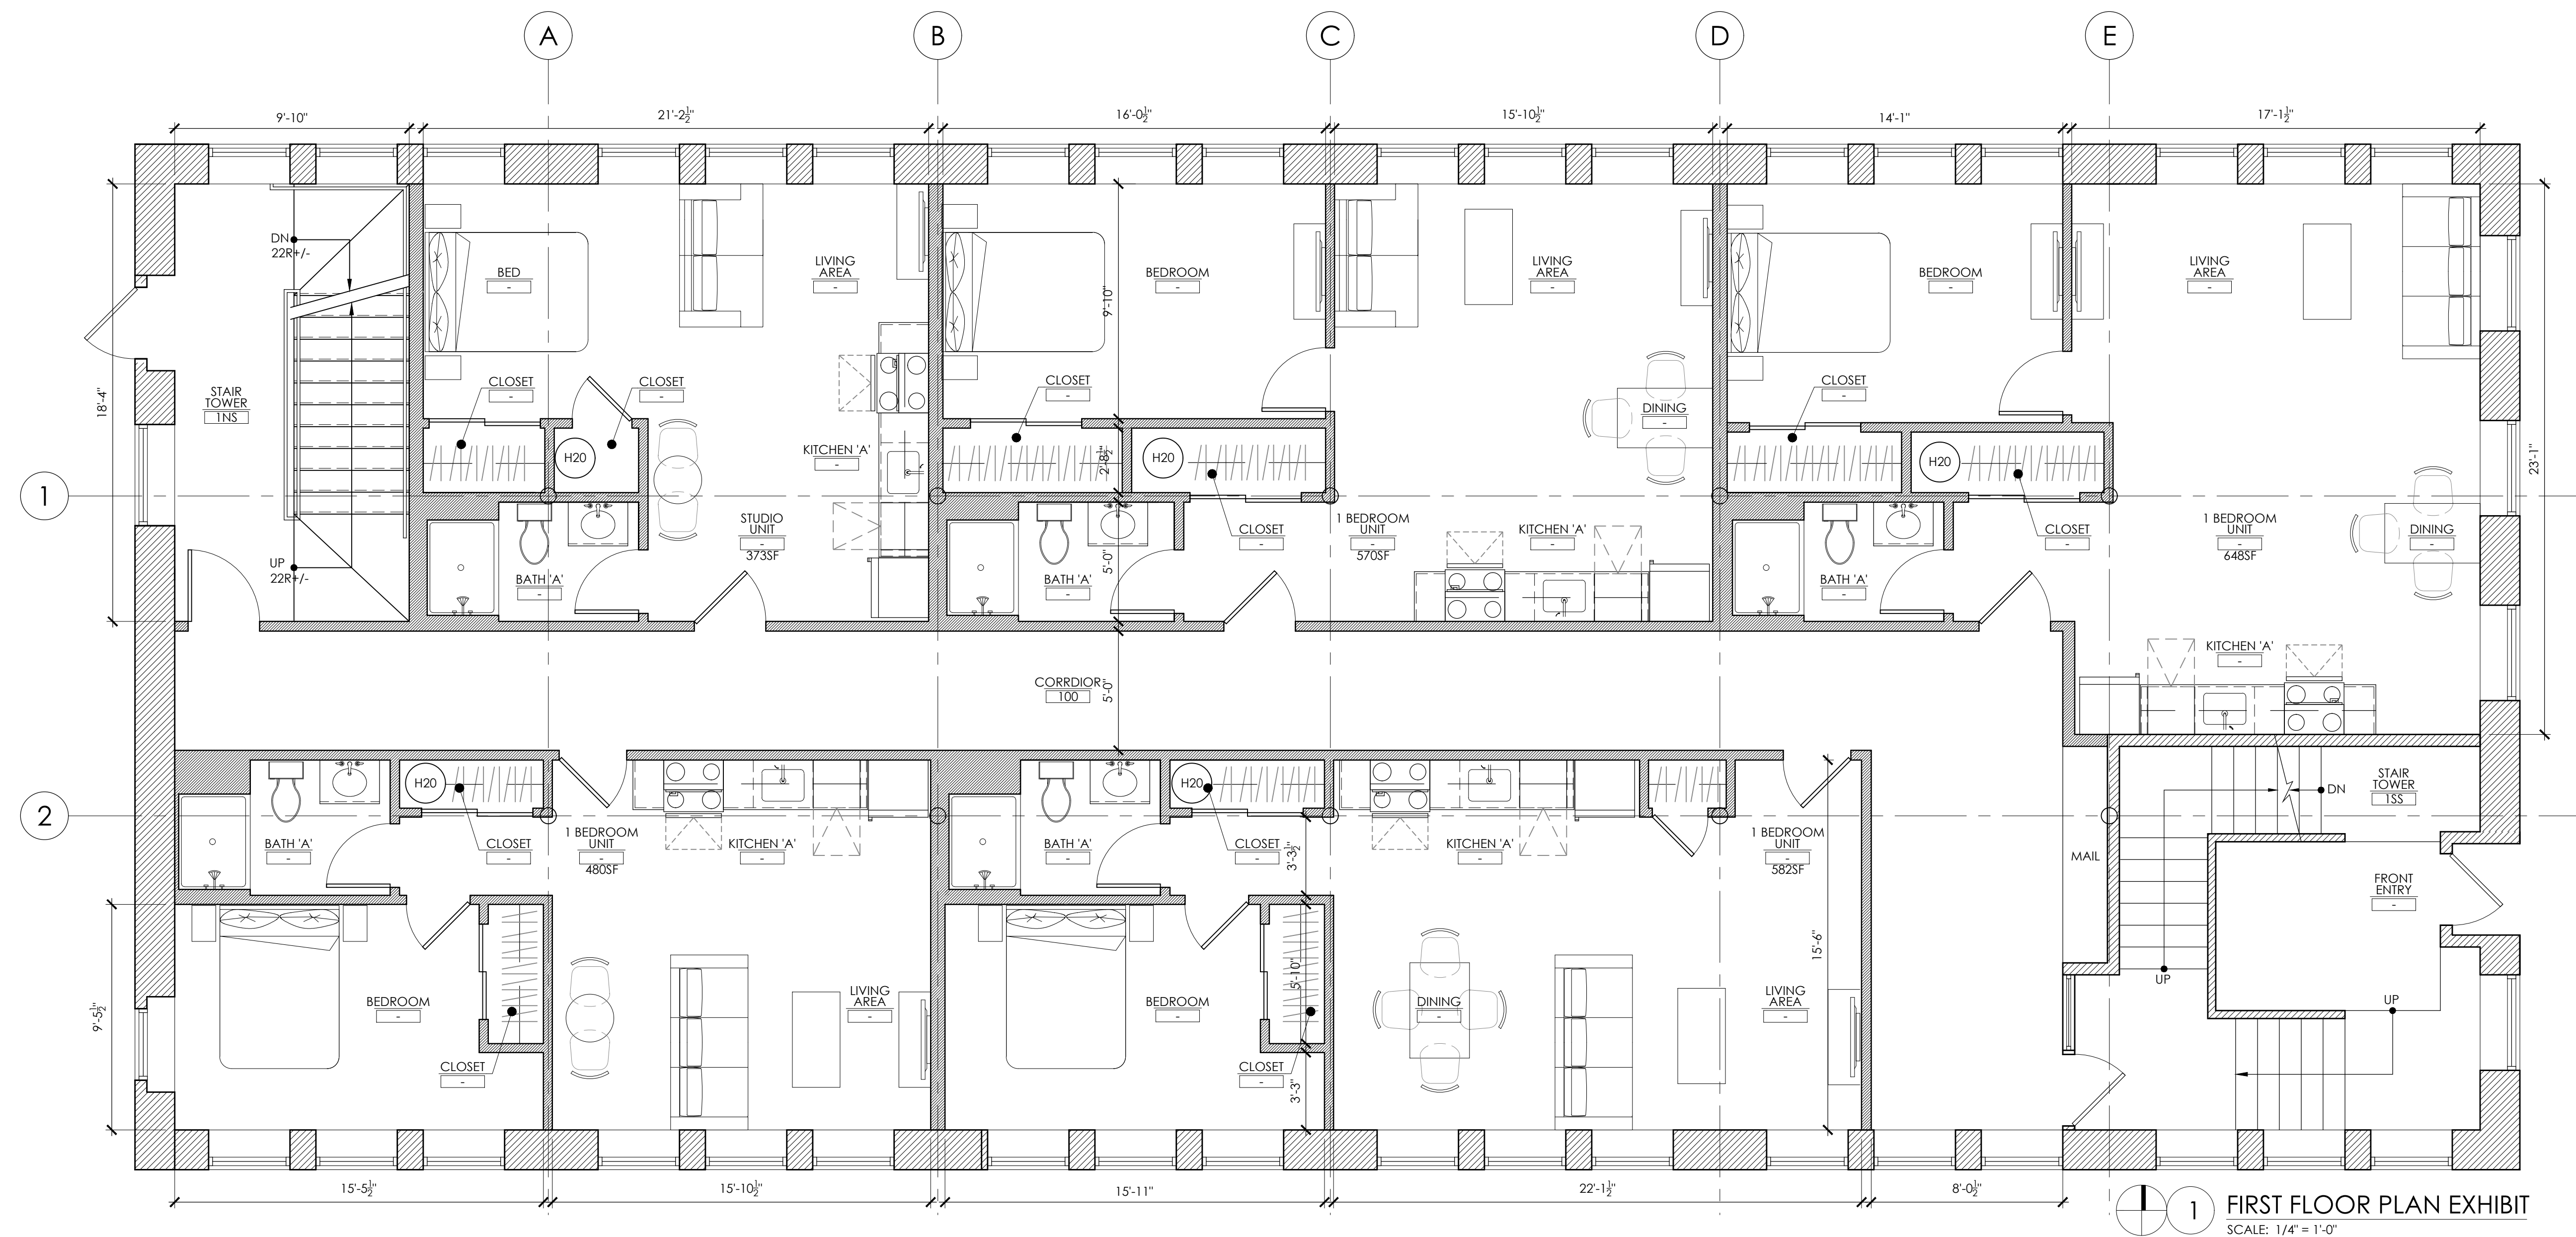 A
B
C
D
E
9'-10"
21'-2½"
16'-0½"
15'-10½"
14'-1"
17'-1½"
DN
22R+/-
BED
-
LIVING
AREA
-
BEDROOM
-
LIVING
AREA
-
BEDROOM
-
LIVING
AREA
-
9'-10"
18'-4"
STAIR
TOWER
1NS
CLOSET
-
CLOSET
-
CLOSET
-
DINING
-
CLOSET
-
H20
KITCHEN 'A'
-
2'-8½"
H20
H20
23'-1"
1
STUDIO
UNIT
-
373SF
CLOSET
-
1 BEDROOM
UNIT
-
570SF
KITCHEN 'A'
-
CLOSET
-
1 BEDROOM
UNIT
-
648SF
DINING
-
UP
22R+/-
BATH 'A'
-
BATH 'A'
-
5'-0"
BATH 'A'
-
KITCHEN 'A'
-
CORRDIOR
100
5'-0"
2
H20
H20
STAIR
TOWER
1SS
DN
BATH 'A'
-
CLOSET
-
1 BEDROOM
UNIT
-
480SF
KITCHEN 'A'
-
BATH 'A'
-
CLOSET
-
3'-3½"
KITCHEN 'A'
-
1 BEDROOM
UNIT
-
582SF
MAIL
FRONT
ENTRY
-
15'-6"
9'-5½"
BEDROOM
-
LIVING
AREA
-
BEDROOM
-
5'-10"
DINING
-
LIVING
AREA
-
UP
UP
CLOSET
-
CLOSET
-
3'-3"
15'-5½"
15'-10½"
15'-11"
22'-1½"
8'-0½"
1
FIRST FLOOR PLAN EXHIBIT
SCALE: 1/4" = 1'-0"